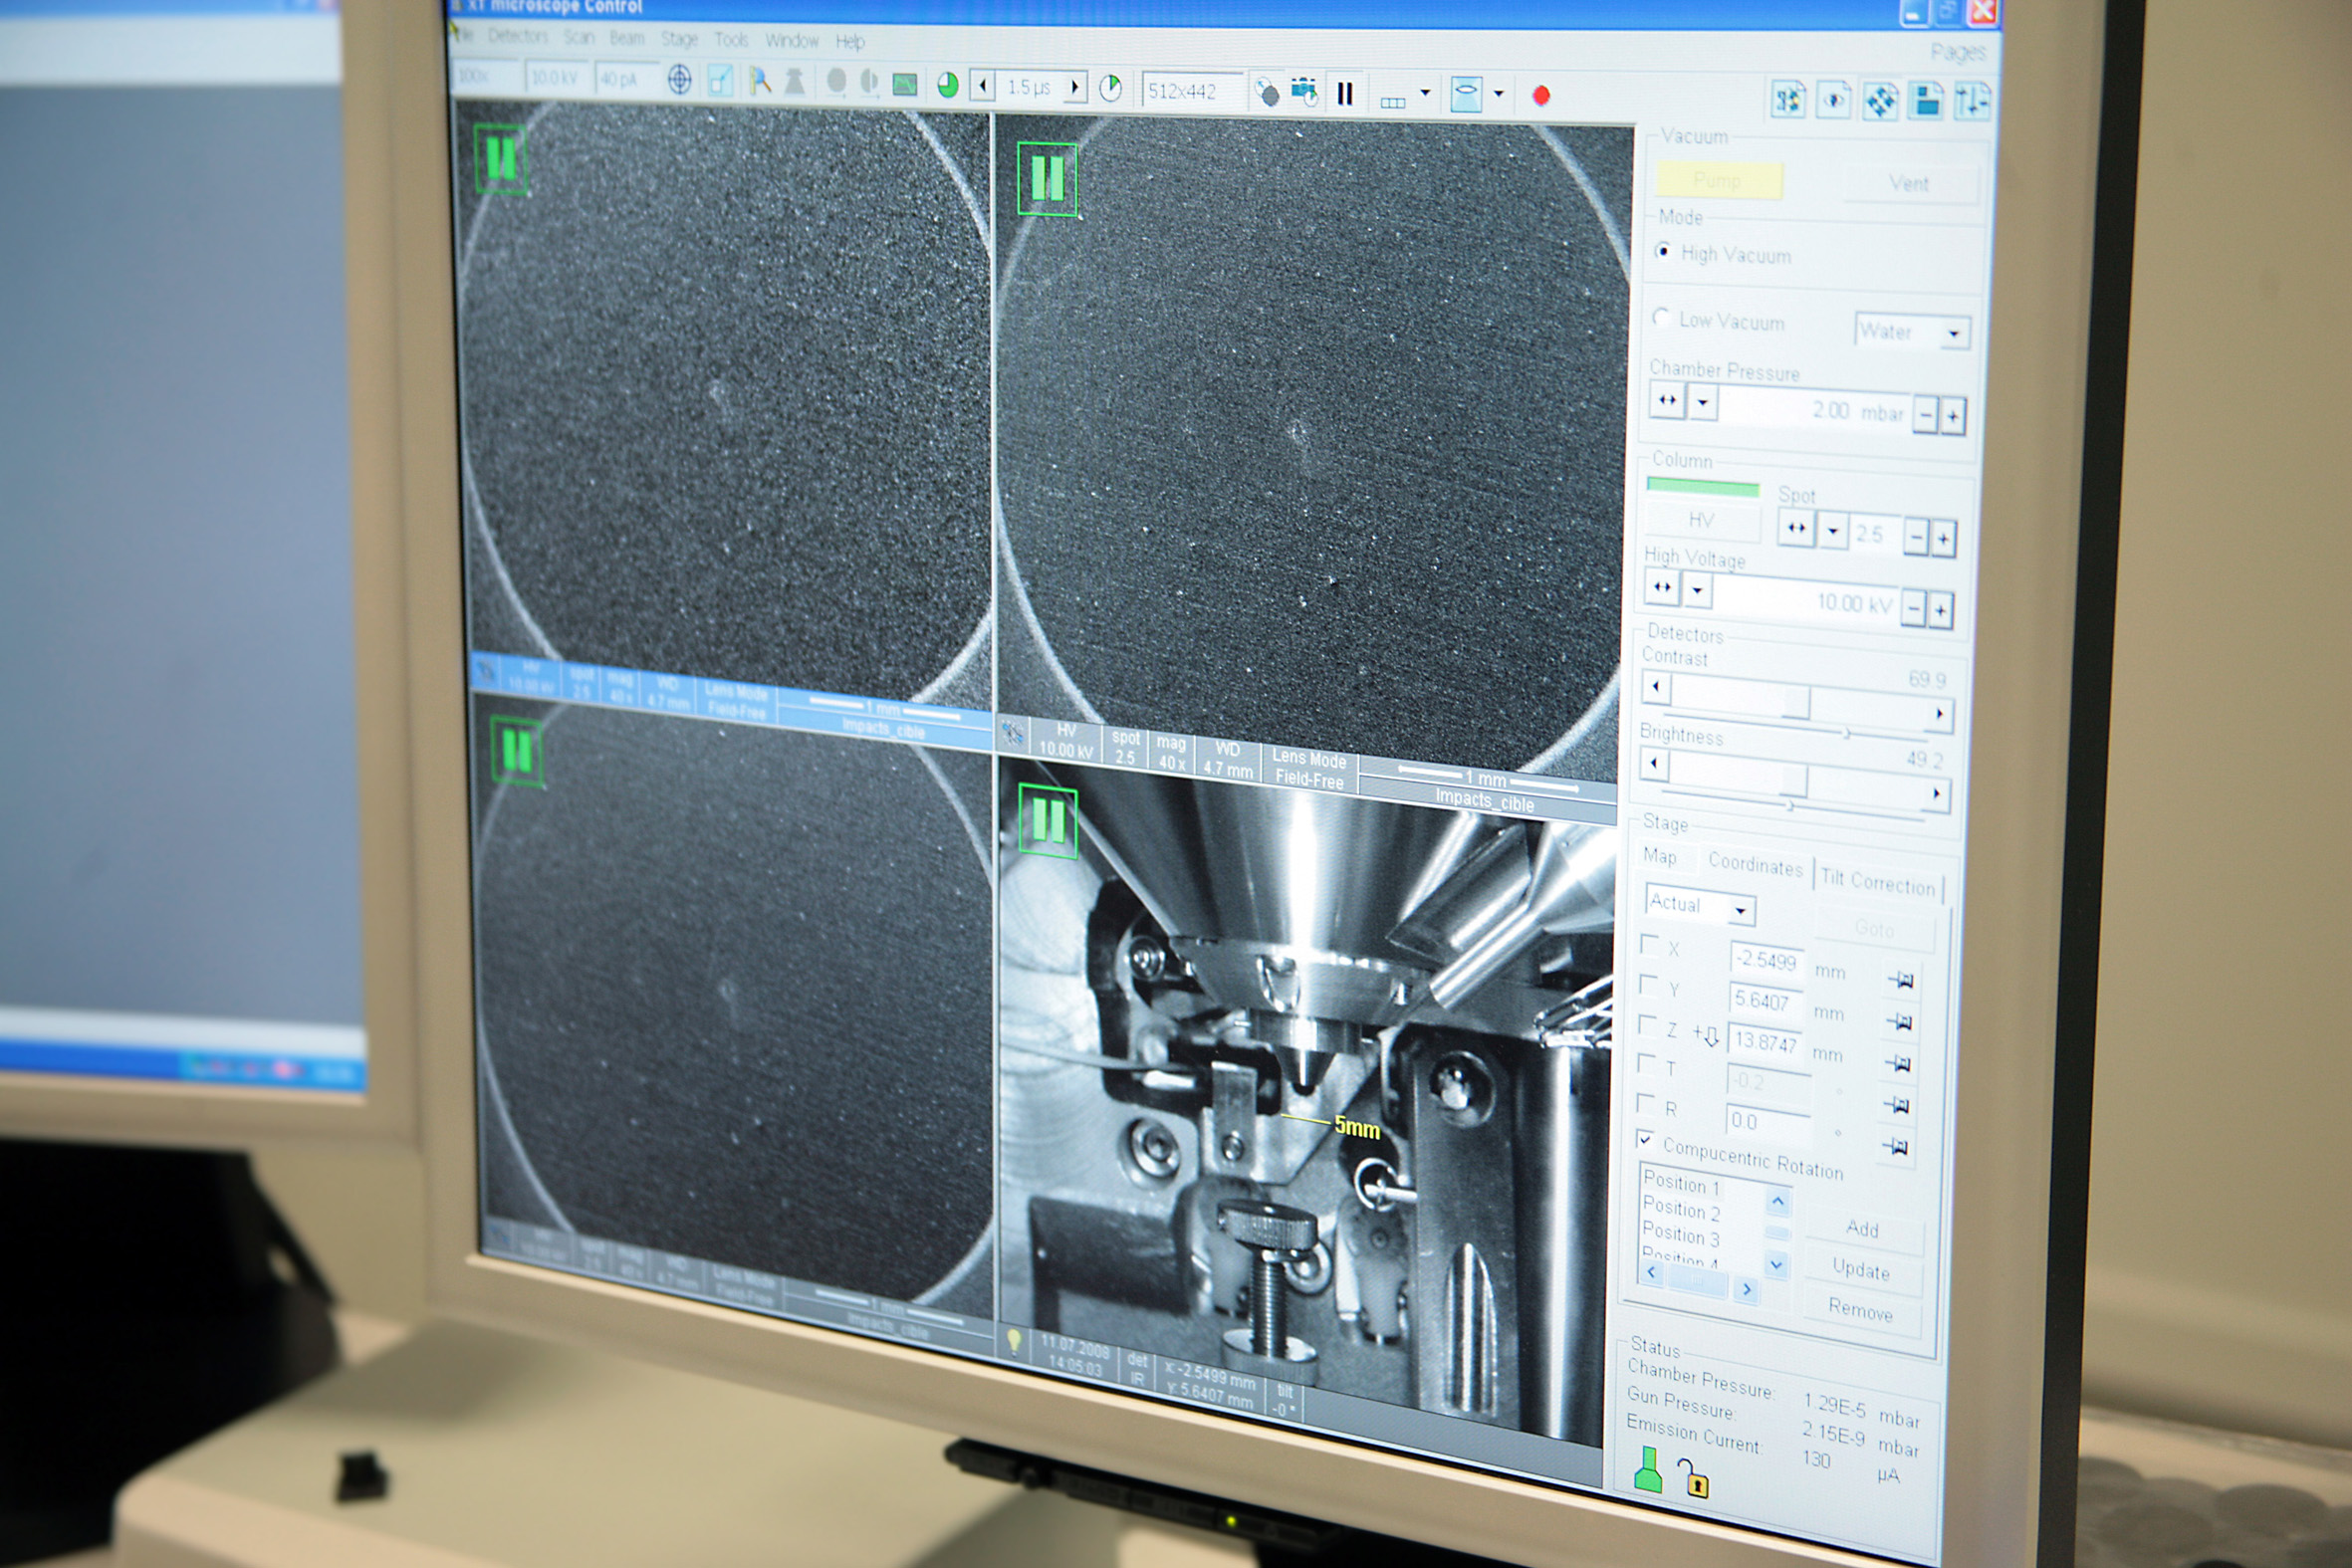 xT microscope Control
File Detectors Scan Beam Stage Tools Window Help
Pages
100x 10.0 kV 40 pA 1.5 µs 512x442
HV spot mag WD Lens Mode 1 mm
10.00 kV 2.5 40 x 4.7 mm Field-Free Impacts_cible
HV spot mag WD Lens Mode 1 mm
10.00 kV 2.5 40 x 4.7 mm Field-Free Impacts_cible
mag WD Lens Mode 1 mm
4.7 mm Field-Free Impacts_cible
5mm
11.07.2008 det x: -2.5499 mm tilt
14:05:03 IR y: 5.6407 mm -0 °
Vacuum
Pump Vent
Mode
High Vacuum
Low Vacuum Water
Chamber Pressure
2.00 mbar
Column
Spot
HV 2.5
High Voltage
10.00 kV
Detectors
Contrast
69.9
Brightness
49.2
Stage
Map Coordinates Tilt Correction
Actual Goto
X -2.5499 mm
Y 5.6407 mm
Z 13.8747 mm
T -0.2 °
R 0.0 °
Compucentric Rotation
Position 1
Position 2 Add
Position 3
Position 4 Update
Remove
Status
Chamber Pressure: 1.29E-5 mbar
Gun Pressure: 2.15E-9 mbar
Emission Current: 130 µA